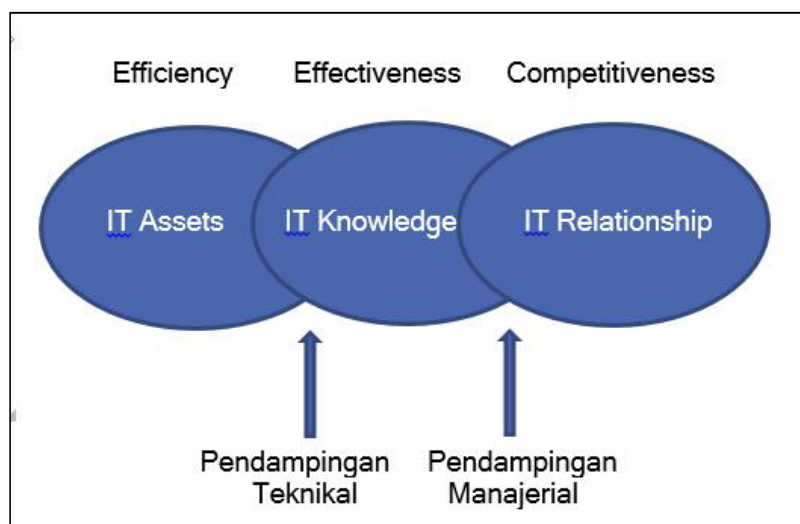 Efficiency Effectiveness Competitiveness
IT Assets IT Knowledge IT Relationship
Pendampingan Teknikal
Pendampingan Manajerial